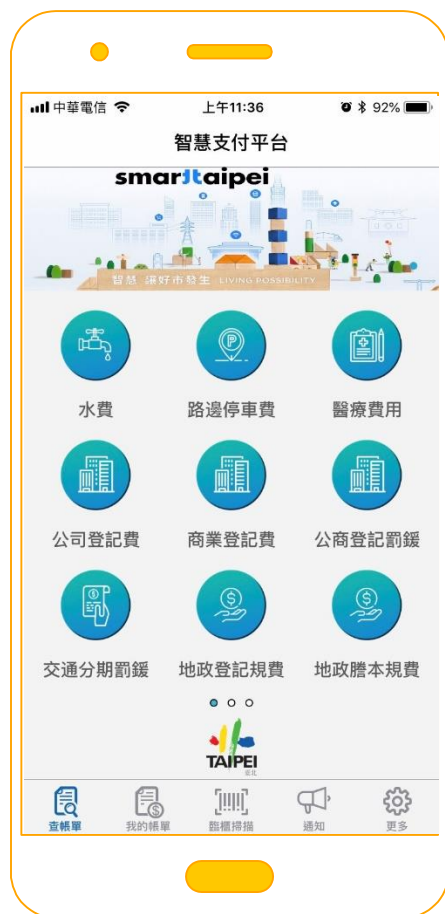 中華電信 上午11:36 92%
智慧支付平台
smarttaipei
智慧 讓好市發生 LIVING POSSIBILITY
水費 路邊停車費 醫療費用
公司登記費 商業登記費 公商登記罰鍰
交通分期罰鍰 地政登記規費 地政謄本規費
TAIPEI
臺北
查帳單 我的帳單 臨櫃掃描 通知 更多